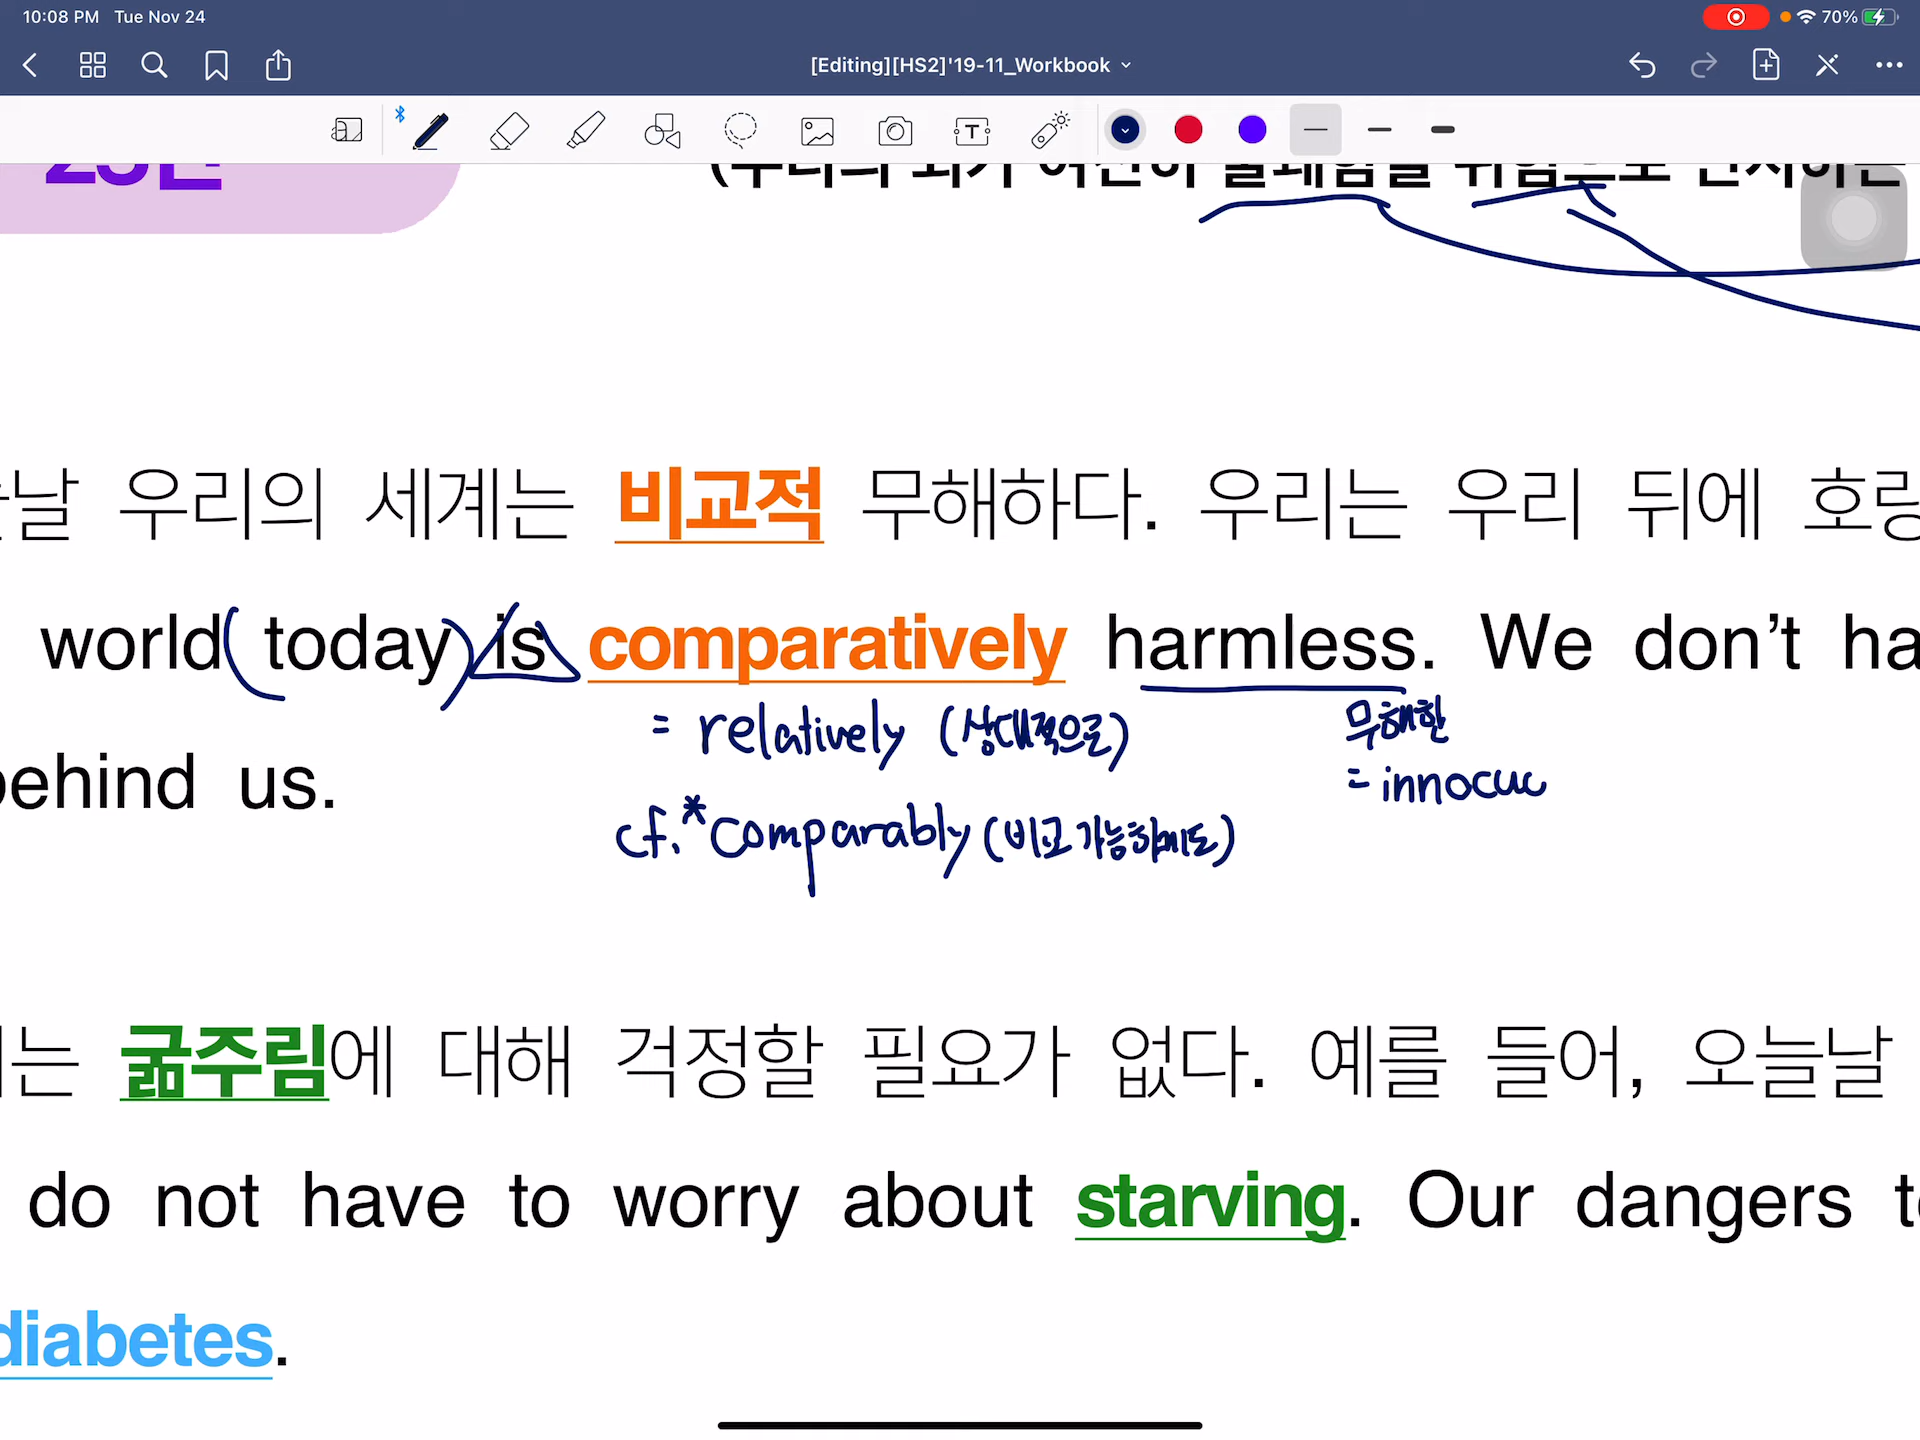 10:08 PM Tue Nov 24
70%
[Editing][HS2]'19-11_Workbook
날 우리의 세계는 비교적 무해하다. 우리는 우리 뒤에 호랑
world (today) is comparatively harmless. We don't ha
= relatively (상대적으로)
무해한
= innocuo
behind us.
cf.*comparably (비교 가능하게도)
는 굶주림에 대해 걱정할 필요가 없다. 예를 들어, 오늘날
do not have to worry about starving. Our dangers to
diabetes.